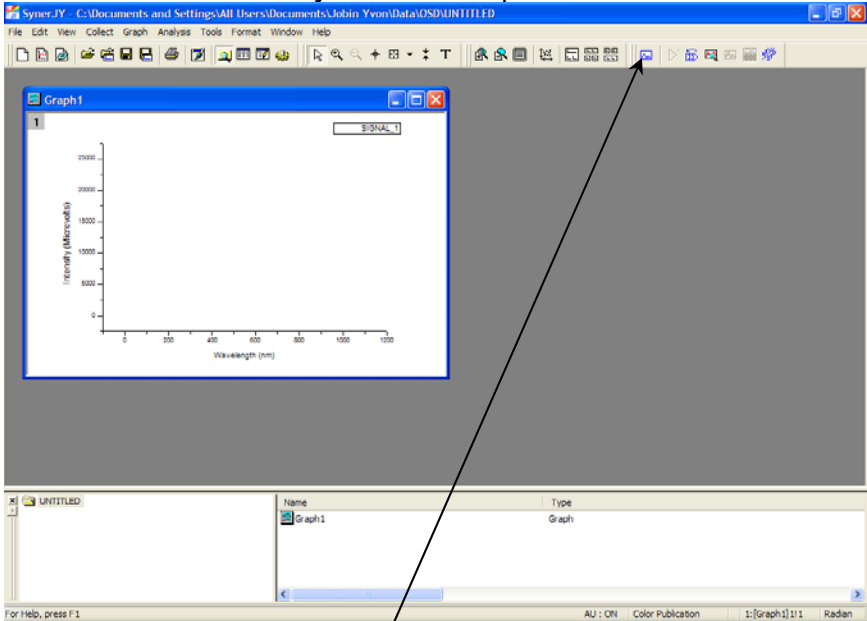 SynerJY - C:\Documents and Settings\All Users\Documents\Jobin Yvon\Data\OSD\UNTITLED
File Edit View Collect Graph Analysis Tools Format Window Help
Graph1
1
SIGNAL_1
25000
20000
15000
10000
5000
0
Intensity (Microvolts)
0 200 400 600 800 1000 1200
Wavelength (nm)
UNTITLED
Name Type
Graph1 Graph
For Help, press F1 AU : ON Color Publication 1:[Graph1]1!1 Radian